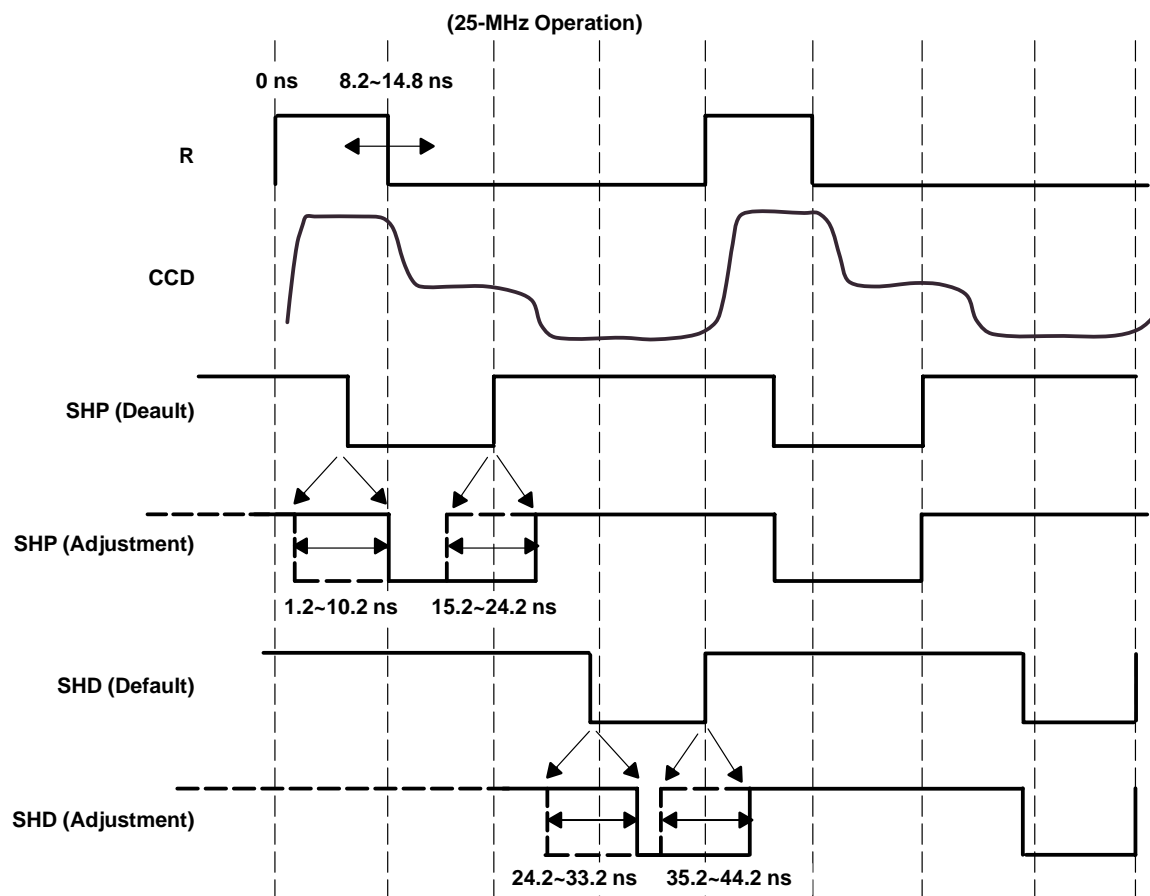 (25-MHz Operation)
0 ns
8.2~14.8 ns
R
CCD
SHP (Deault)
SHP (Adjustment)
1.2~10.2 ns
15.2~24.2 ns
SHD (Default)
SHD (Adjustment)
24.2~33.2 ns
35.2~44.2 ns